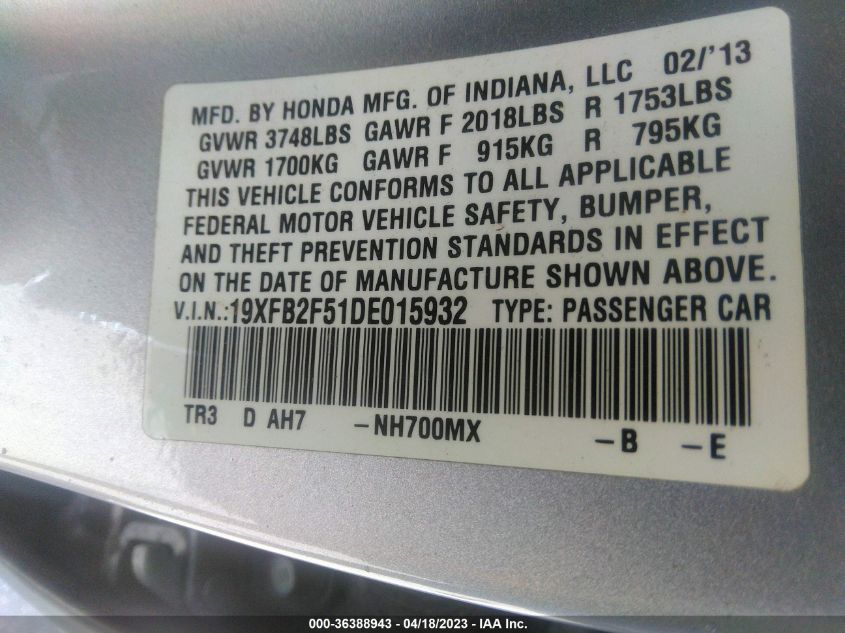 MFD. BY HONDA MFG. OF INDIANA, LLC 02/'13
GVWR 3748LBS GAWR F 2018LBS R 1753LBS
GVWR 1700KG GAWR F 915KG R 795KG
THIS VEHICLE CONFORMS TO ALL APPLICABLE
FEDERAL MOTOR VEHICLE SAFETY, BUMPER,
AND THEFT PREVENTION STANDARDS IN EFFECT
ON THE DATE OF MANUFACTURE SHOWN ABOVE.
V.I.N.:19XFB2F51DE015932 TYPE: PASSENGER CAR
TR3 D AH7 -NH700MX -B -E
000-36388943 - 04/18/2023 - IAA Inc.